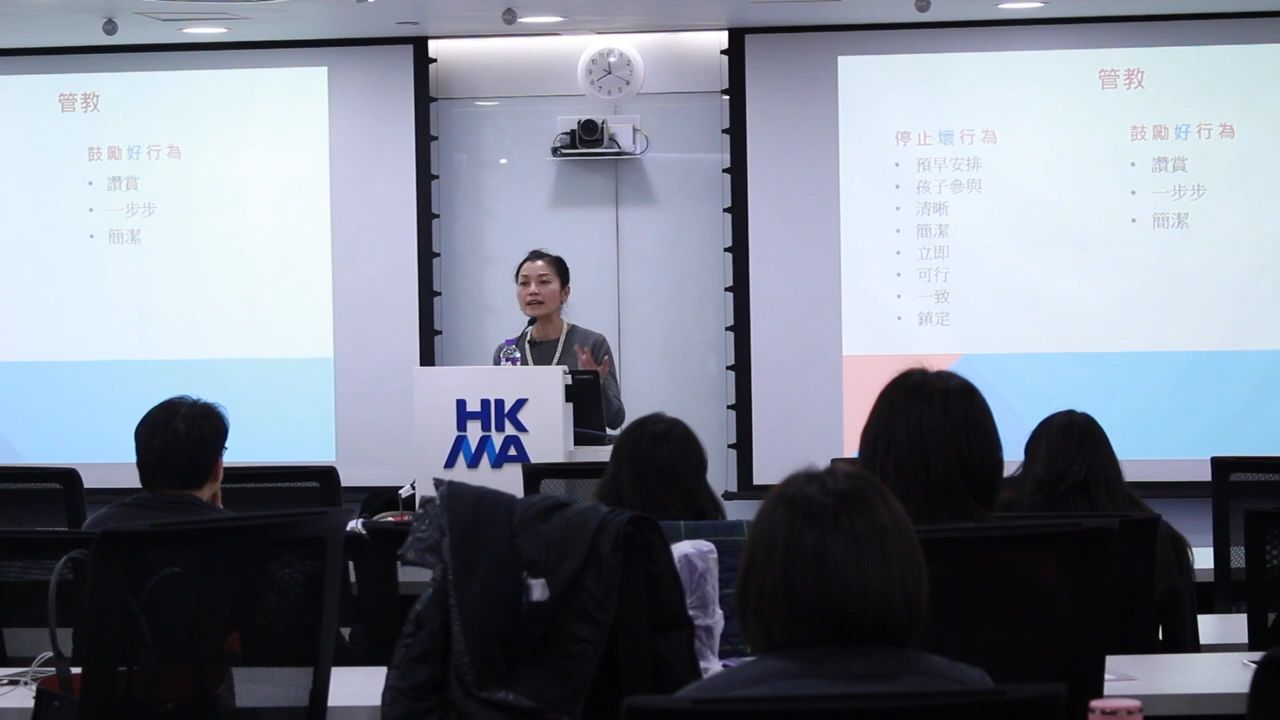 管教
鼓勵好行為
• 讚賞
• 一步步
• 簡潔
HK
MA
管教
停止壞行為
• 預早安排
• 孩子參與
• 清晰
• 簡潔
• 立即
• 可行
• 一致
• 鎮定
鼓勵好行為
• 讚賞
• 一步步
• 簡潔